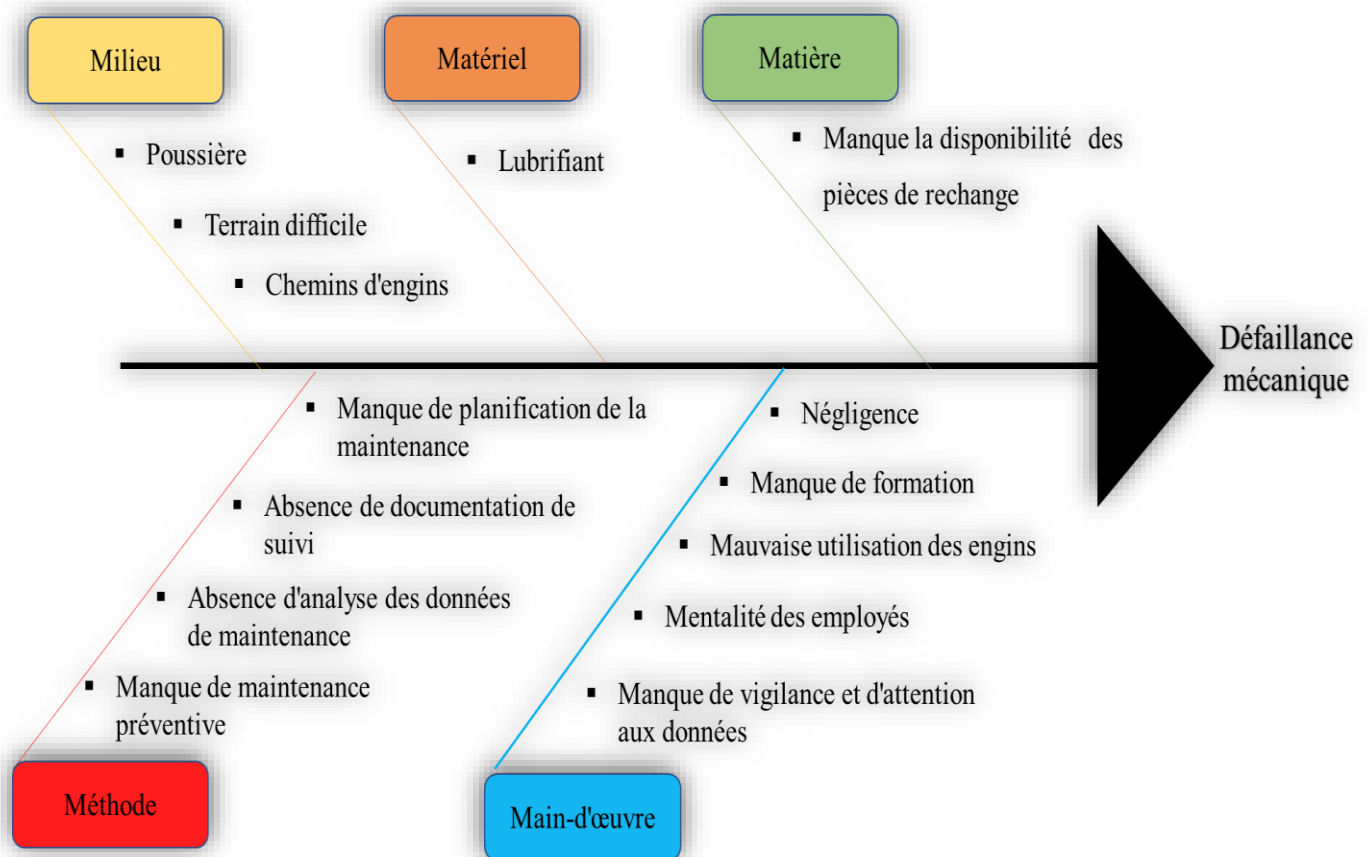 Milieu
Matériel
Matière
▪ Poussière
▪ Terrain difficile
▪ Chemins d'engins
▪ Lubrifiant
▪ Manque la disponibilité des
pièces de rechange
Défaillance
mécanique
▪ Manque de planification de la
maintenance
▪ Absence de documentation de
suivi
▪ Absence d'analyse des données
de maintenance
▪ Manque de maintenance
préventive
▪ Négligence
▪ Manque de formation
▪ Mauvaise utilisation des engins
▪ Mentalité des employés
▪ Manque de vigilance et d'attention
aux données
Méthode
Main-d'œuvre